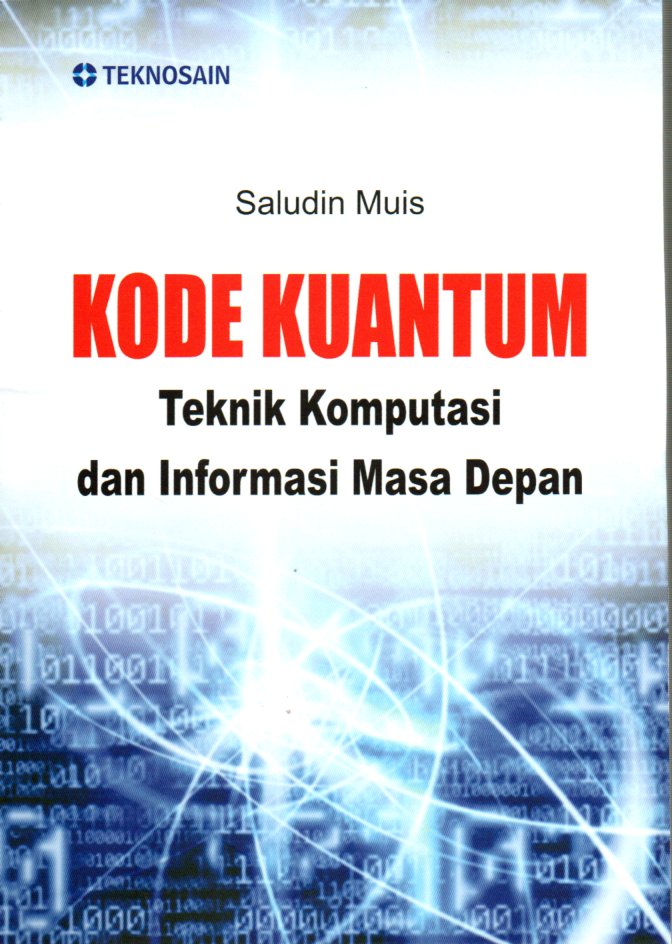 TEKNOSAIN
Saludin Muis
KODE KUANTUM
Teknik Komputasi
dan Informasi Masa Depan